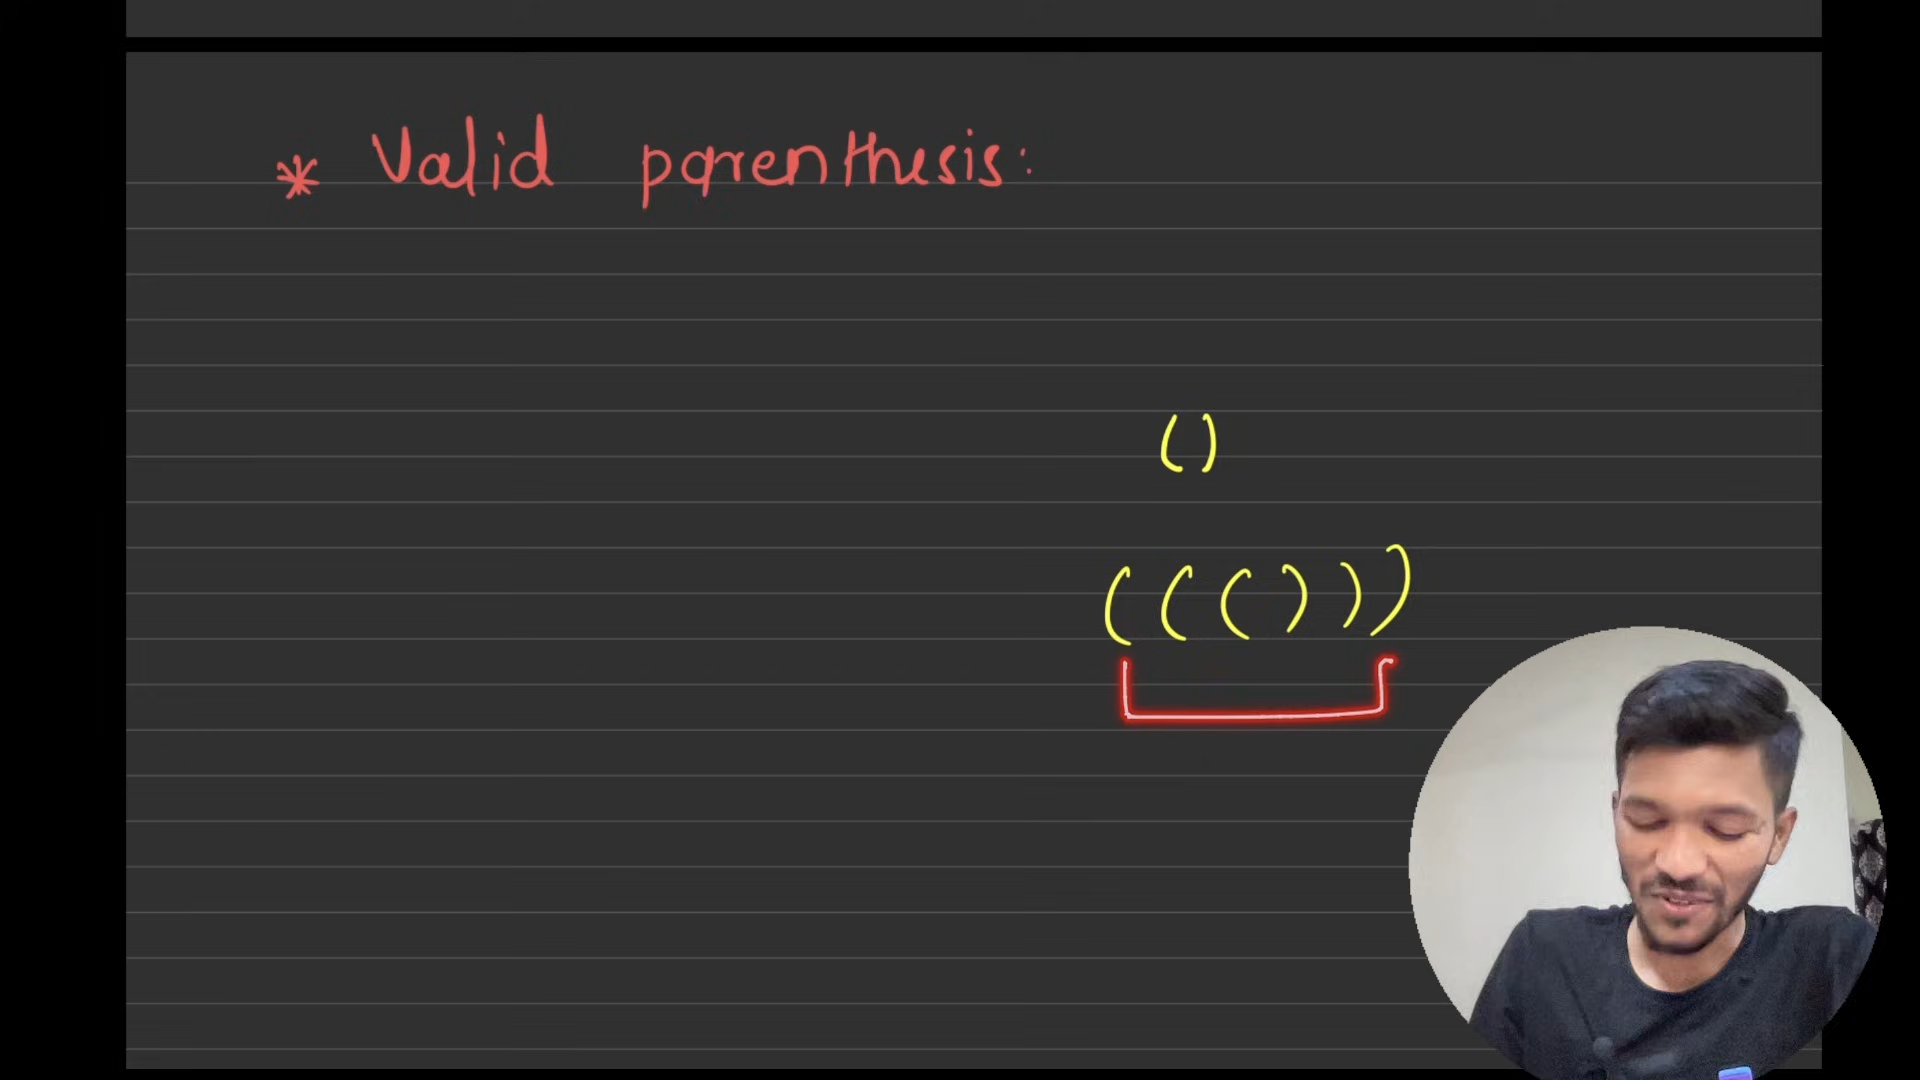 * Valid parenthesis:
()
((()))